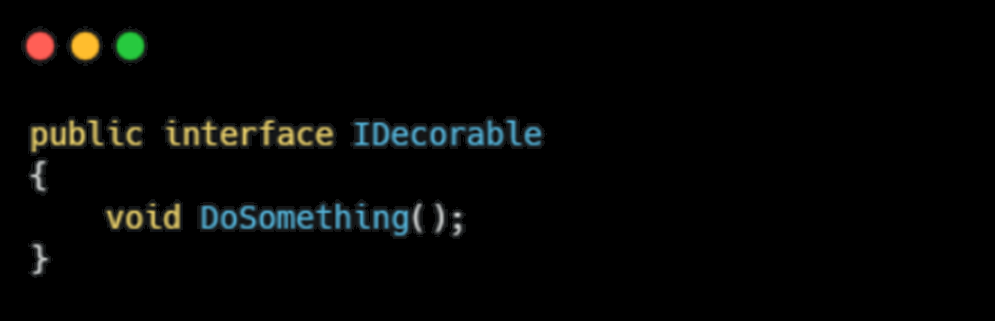 public interface IDecorable
{
    void DoSomething();
}